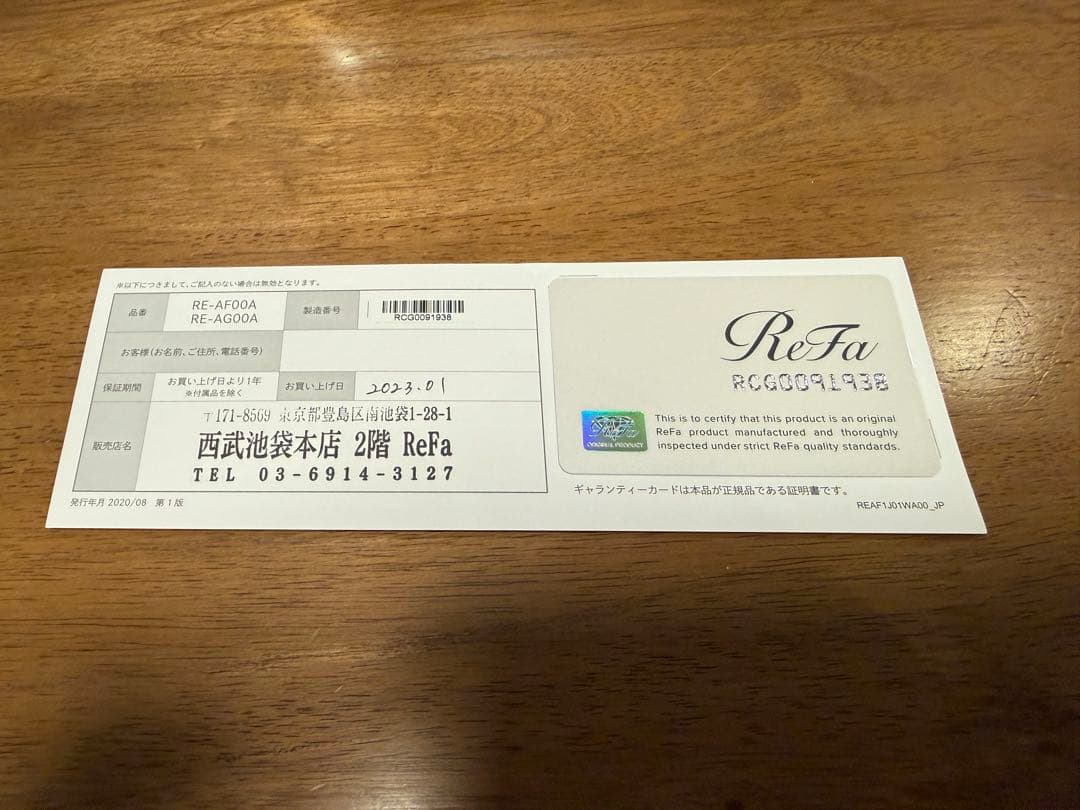 ※以下につきまして、ご記入のない場合は無効となります。
品番
RE-AF00A
RE-AG00A
製造番号
RCG0091938
お客様(お名前、ご住所、電話番号)
保証期間
お買い上げ日より1年
※付属品を除く
お買い上げ日
2023.01
販売店名
〒171-8569 東京都豊島区南池袋1-28-1
西武池袋本店 2階 ReFa
TEL 03-6914-3127
発行年月 2020/08 第1版
ReFa
RCG0091938
ReFa
ORIGINAL PRODUCT
This is to certify that this product is an original
ReFa product manufactured and thoroughly
inspected under strict ReFa quality standards.
ギャランティーカードは本品が正規品である証明書です。
REAF1J01WA00_JP